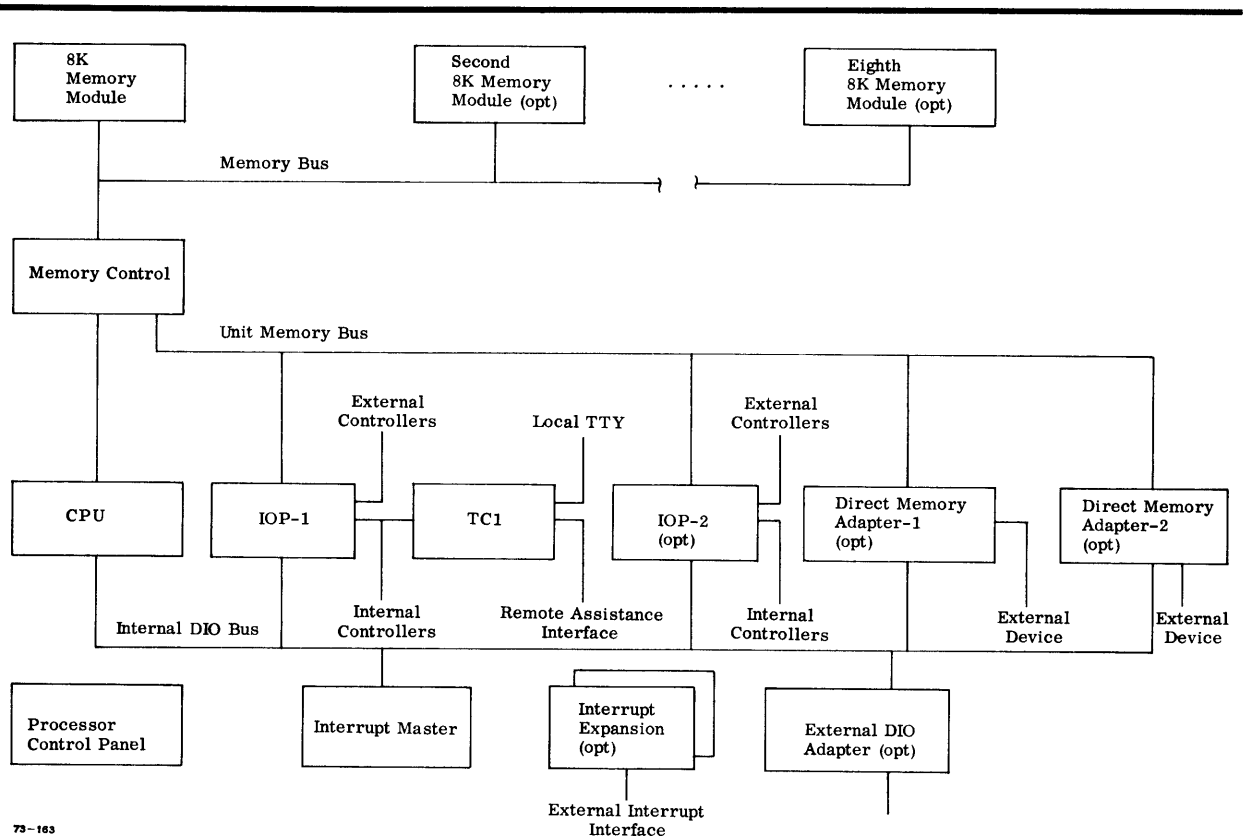 8K
Memory
Module
Second
8K Memory
Module (opt)
. . . . .
Eighth
8K Memory
Module (opt)
Memory Bus
Memory Control
Unit Memory Bus
External
Controllers
Local TTY
External
Controllers
CPU
IOP-1
TC1
IOP-2
(opt)
Direct Memory
Adapter-1
(opt)
Direct Memory
Adapter-2
(opt)
Internal DIO Bus
Internal
Controllers
Remote Assistance
Interface
Internal
Controllers
External
Device
External
Device
Processor
Control Panel
Interrupt Master
Interrupt
Expansion
(opt)
External DIO
Adapter (opt)
External Interrupt
Interface
73-163